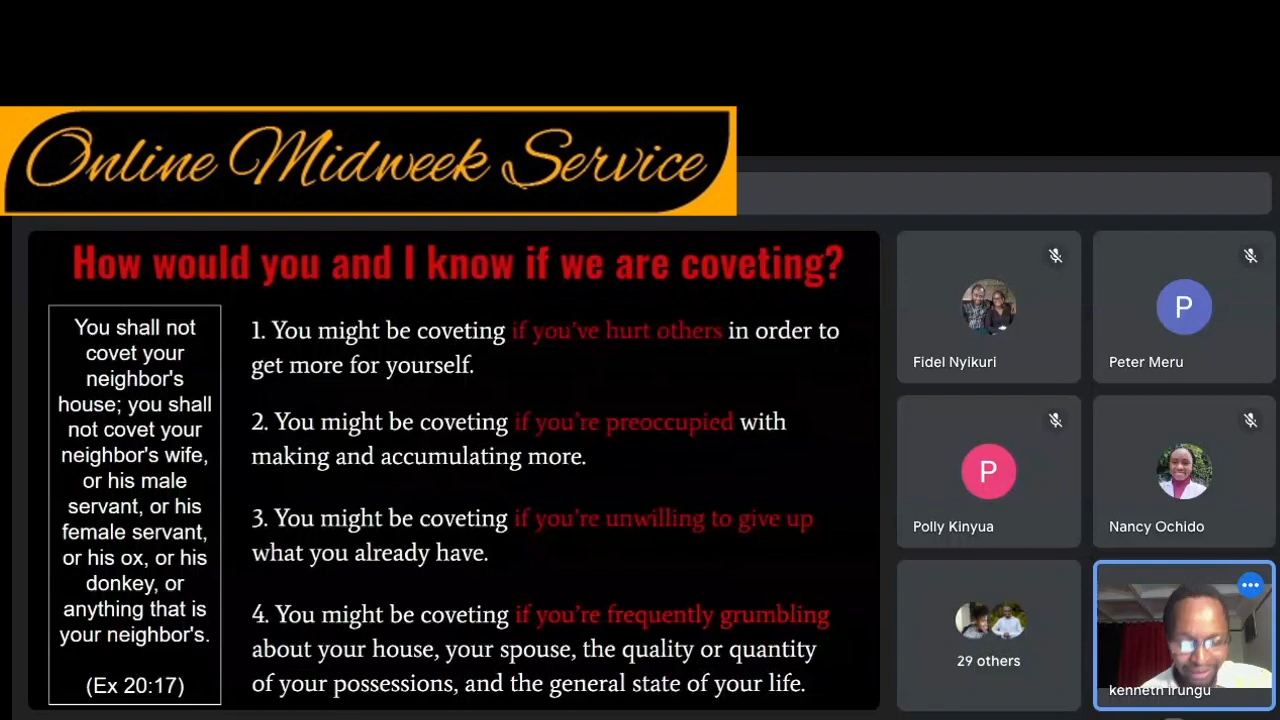 Online Midweek Service
How would you and I know if we are coveting?
You shall not
covet your
neighbor's
house; you shall
not covet your
neighbor's wife,
or his male
servant, or his
female servant,
or his ox, or his
donkey, or
anything that is
your neighbor's.
(Ex 20:17)
1. You might be coveting if you've hurt others in order to
get more for yourself.
2. You might be coveting if you're preoccupied with
making and accumulating more.
3. You might be coveting if you're unwilling to give up
what you already have.
4. You might be coveting if you're frequently grumbling
about your house, your spouse, the quality or quantity
of your possessions, and the general state of your life.
Fidel Nyikuri
P
Peter Meru
P
Polly Kinyua
Nancy Ochido
29 others
kenneth irungu